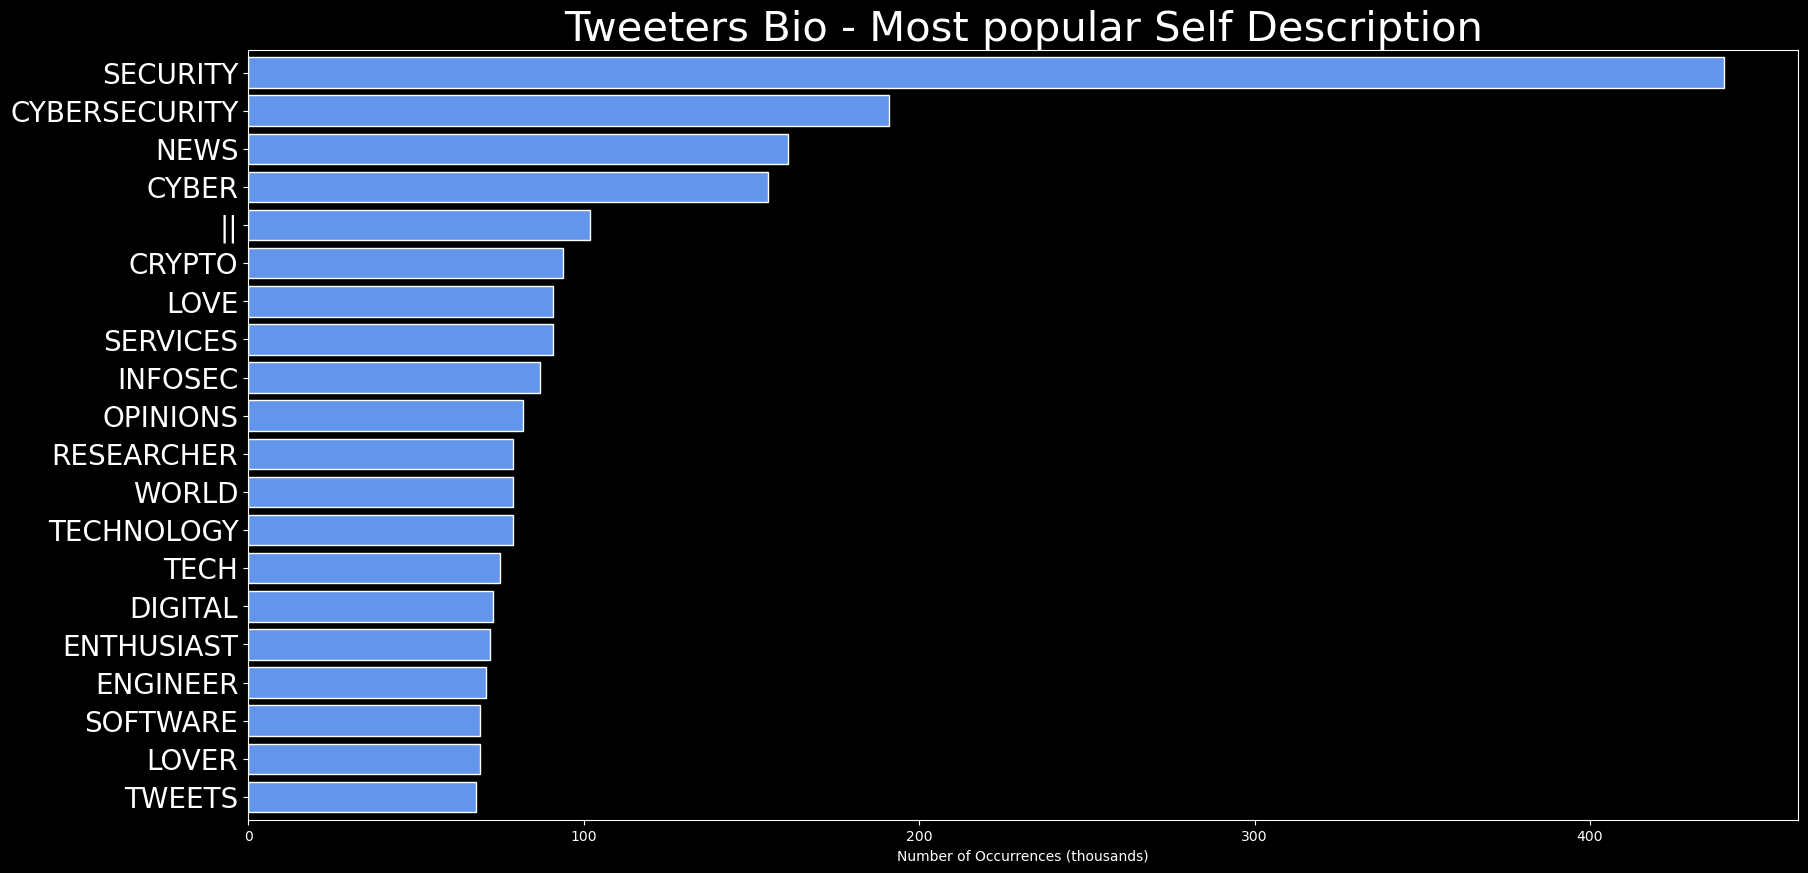 Tweeters Bio - Most popular Self Description
SECURITY
CYBERSECURITY
NEWS
CYBER
||
CRYPTO
LOVE
SERVICES
INFOSEC
OPINIONS
RESEARCHER
WORLD
TECHNOLOGY
TECH
DIGITAL
ENTHUSIAST
ENGINEER
SOFTWARE
LOVER
TWEETS
0 100 200 300 400
Number of Occurrences (thousands)